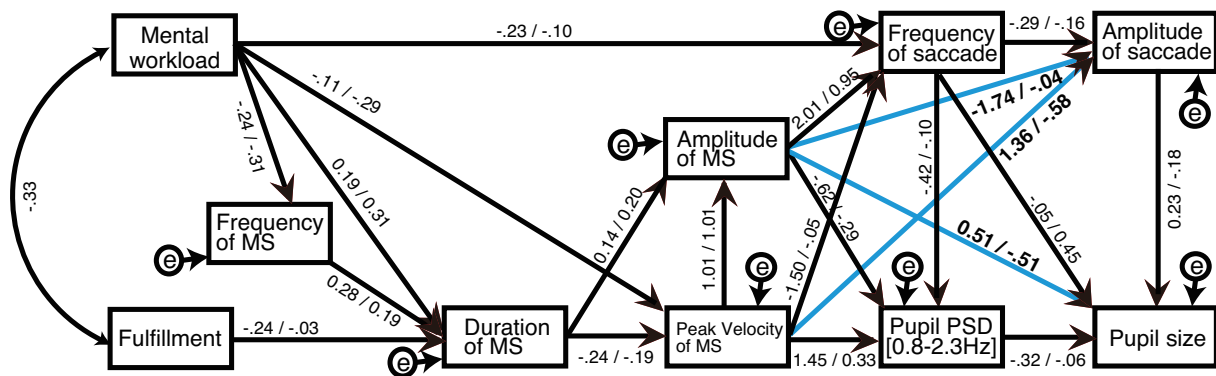 Mental
workload
-.23 / -.10
e
Frequency
of saccade
-.29 / -.16
Amplitude
of saccade
e
-.11 / -.29
-.24 / -.31
0.19 / 0.31
e
Amplitude
of MS
2.01 / 0.95
-1.74 / -.04
1.36 / -.58
-.33
-.42 / -.10
-.62 / -.29
-.05 / 0.45
0.23 / -.18
Frequency
of MS
e
0.28 / 0.19
0.14 / 0.20
1.01 / 1.01
-1.50 / -.05
0.51 / -.51
e
e
e
Fulfillment
-.24 / -.03
e
Duration
of MS
-.24 / -.19
Peak Velocity
of MS
1.45 / 0.33
Pupil PSD
[0.8-2.3Hz]
-.32 / -.06
Pupil size